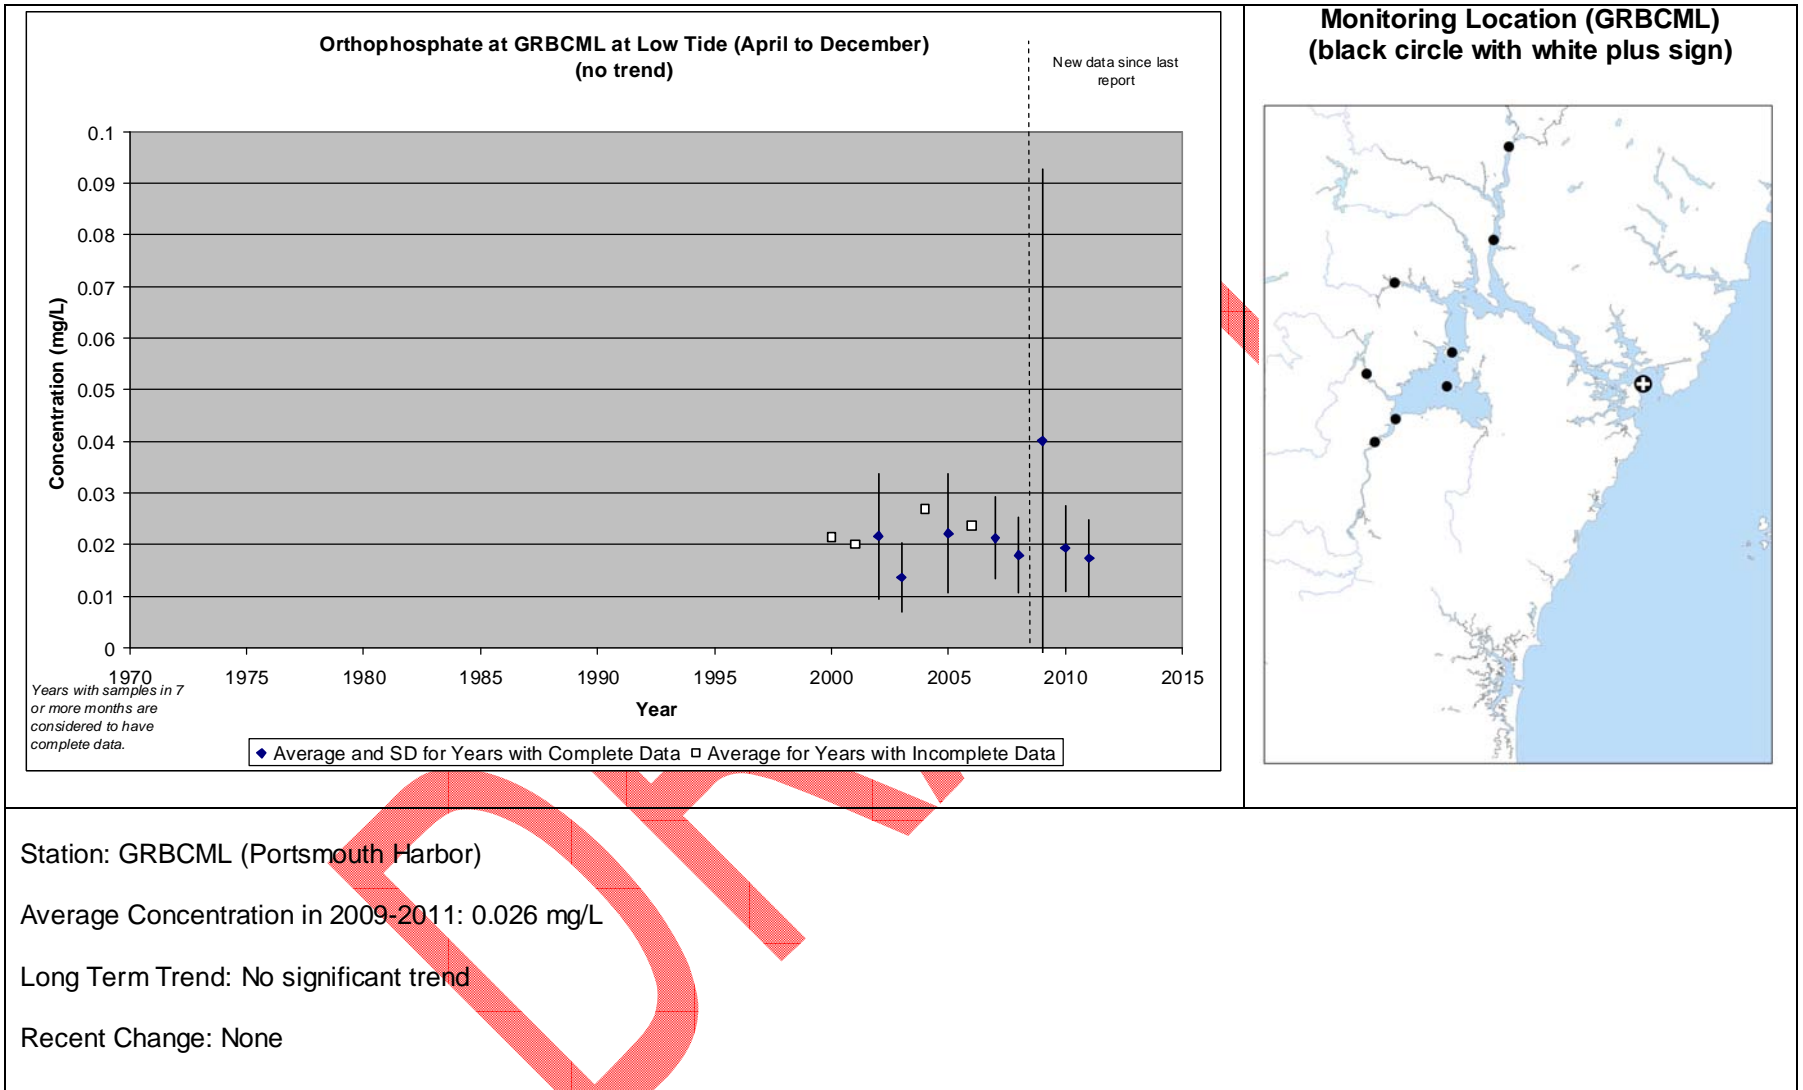 Orthophosphate at GRBCML at Low Tide (April to December)
(no trend)
New data since last
report
0.1
0.09
0.08
0.07
0.06
0.05
0.04
0.03
0.02
0.01
0
Concentration (mg/L)
1970 1975 1980 1985 1990 1995 2000 2005 2010 2015
Year
Years with samples in 7
or more months are
considered to have
complete data.
Average and SD for Years with Complete Data Average for Years with Incomplete Data
Monitoring Location (GRBCML)
(black circle with white plus sign)
Station: GRBCML (Portsmouth Harbor)
Average Concentration in 2009-2011: 0.026 mg/L
Long Term Trend: No significant trend
Recent Change: None